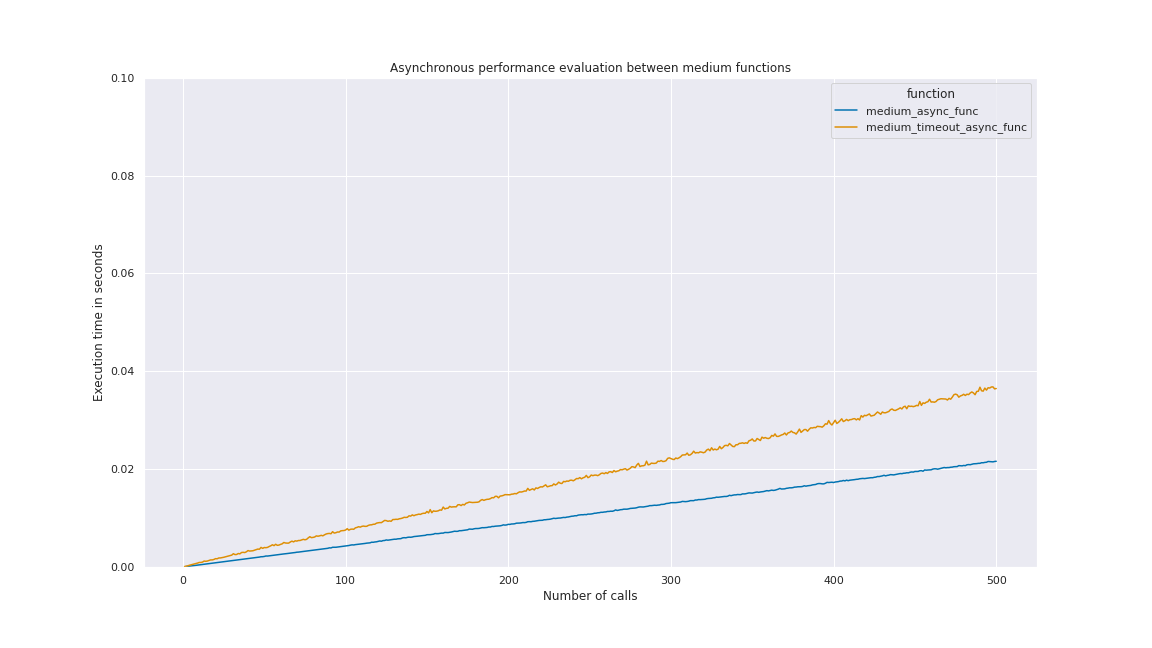 Asynchronous performance evaluation between medium functions
function
medium_async_func
medium_timeout_async_func
Execution time in seconds
0.10
0.08
0.06
0.04
0.02
0.00
0 100 200 300 400 500
Number of calls